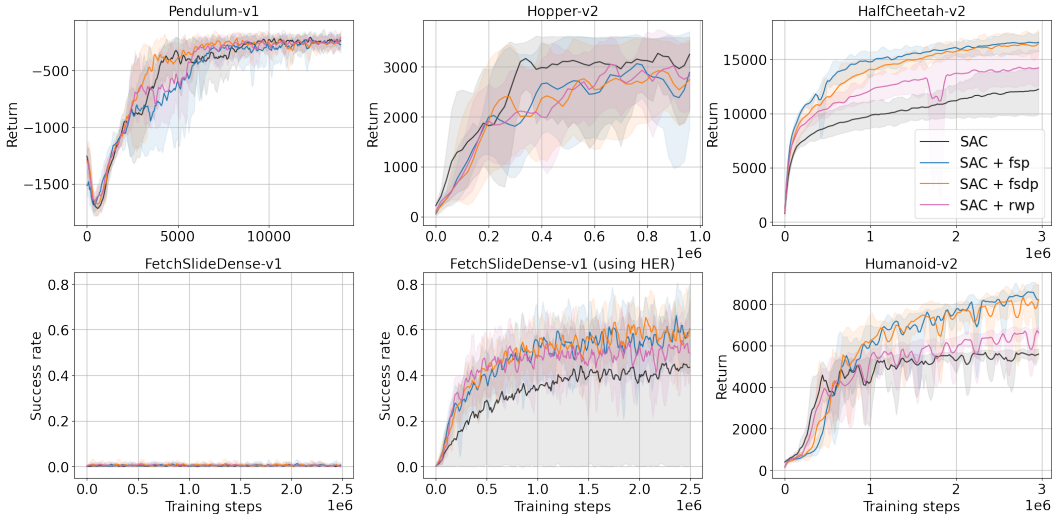 Pendulum-v1
Return
−500
−1000
−1500
0
5000
10000
Hopper-v2
Return
3000
2000
1000
0
0.0
0.2
0.4
0.6
0.8
1.0
1e6
HalfCheetah-v2
Return
15000
10000
5000
0
0
1
2
3
1e6
SAC
SAC + fsp
SAC + fsdp
SAC + rwp
FetchSlideDense-v1
Success rate
0.8
0.6
0.4
0.2
0.0
0.0
0.5
1.0
1.5
2.0
2.5
1e6
Training steps
FetchSlideDense-v1 (using HER)
Success rate
0.8
0.6
0.4
0.2
0.0
0.0
0.5
1.0
1.5
2.0
2.5
1e6
Training steps
Humanoid-v2
Return
8000
6000
4000
2000
0
0
1
2
3
1e6
Training steps